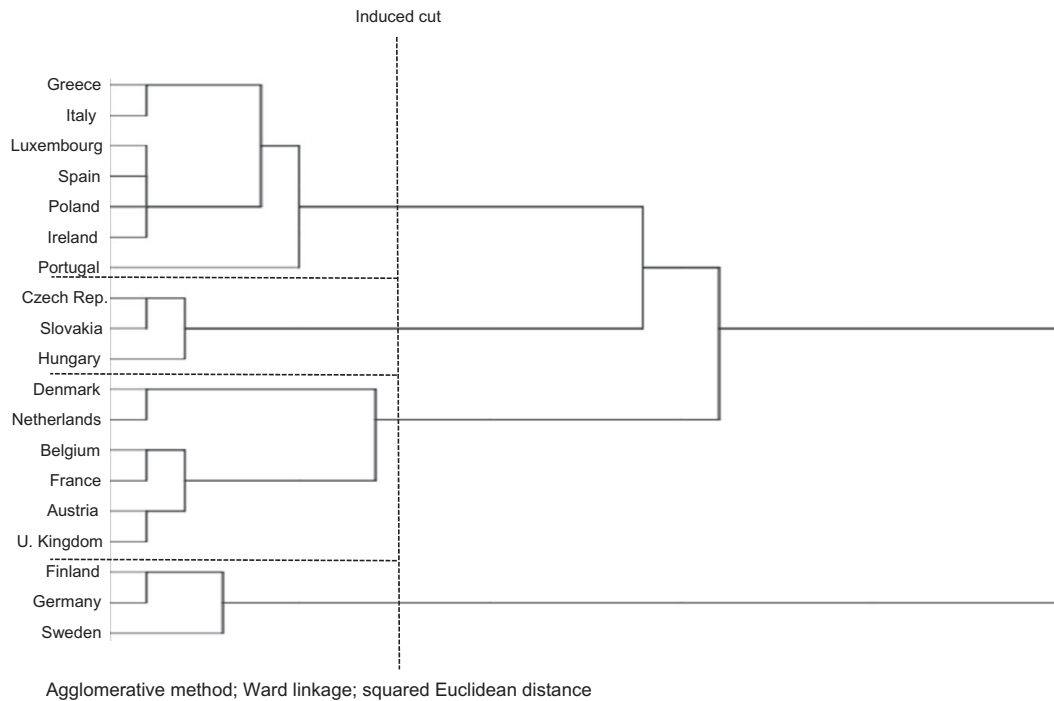 Induced cut
Greece
Italy
Luxembourg
Spain
Poland
Ireland
Portugal
Czech Rep.
Slovakia
Hungary
Denmark
Netherlands
Belgium
France
Austria
U. Kingdom
Finland
Germany
Sweden
Agglomerative method; Ward linkage; squared Euclidean distance